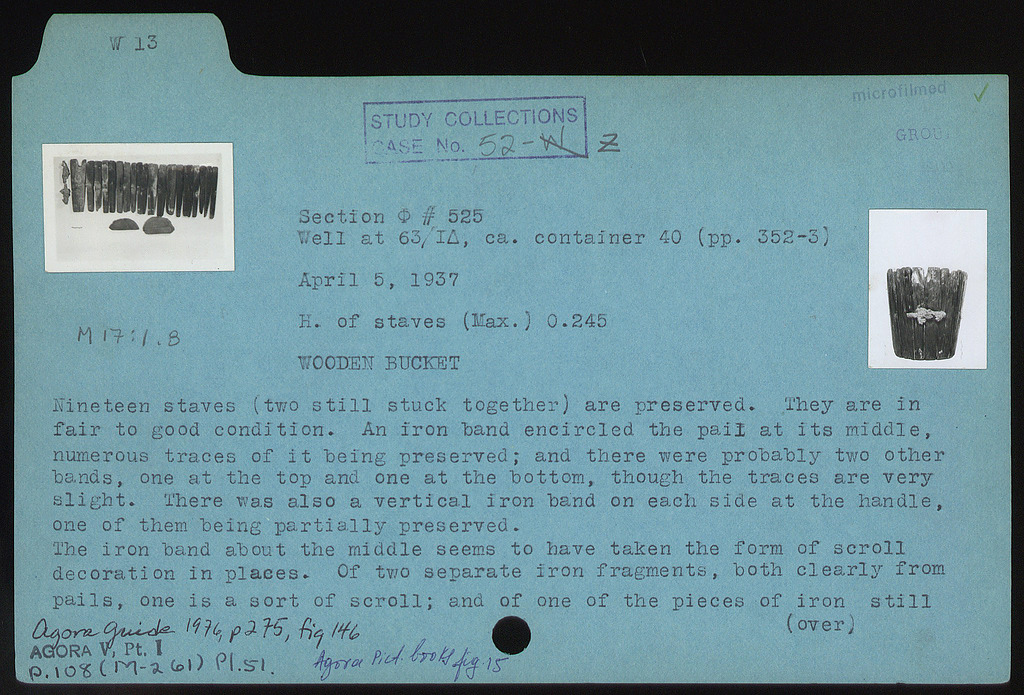 W 13
microfilmed ✓
STUDY COLLECTIONS
CASE No. 52-W Z
Section Φ # 525
Well at 63/ΙΔ, ca. container 40 (pp. 352-3)
April 5, 1937
H. of staves (Max.) 0.245
M 17:1.8
WOODEN BUCKET
Nineteen staves (two still stuck together) are preserved. They are in
fair to good condition. An iron band encircled the pail at its middle,
numerous traces of it being preserved; and there were probably two other
bands, one at the top and one at the bottom, though the traces are very
slight. There was also a vertical iron band on each side at the handle,
one of them being partially preserved.
The iron band about the middle seems to have taken the form of scroll
decoration in places. Of two separate iron fragments, both clearly from
pails, one is a sort of scroll; and of one of the pieces of iron still
(over)
Agora Guide 1976, p 275, fig 146
AGORA V, Pt. I
p.108 (M-261) Pl.51.
Agora Pict. book fig.15